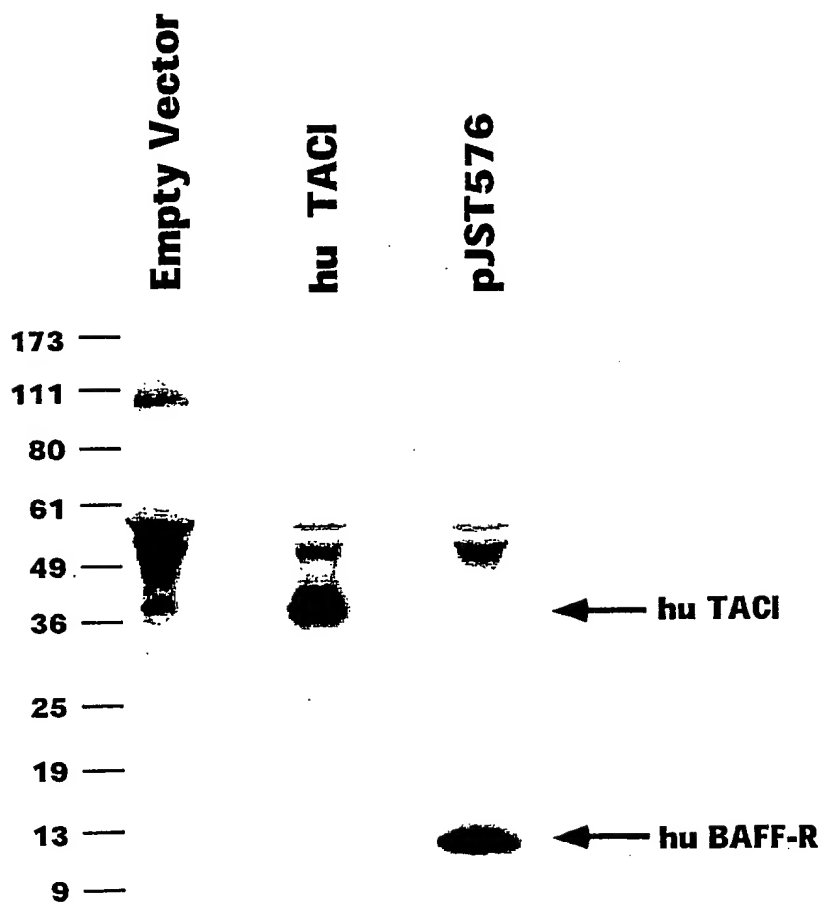 Empty Vector
hu TACI
pJST576
173
111
80
61
49
36
25
19
13
9
hu TACI
hu BAFF-R